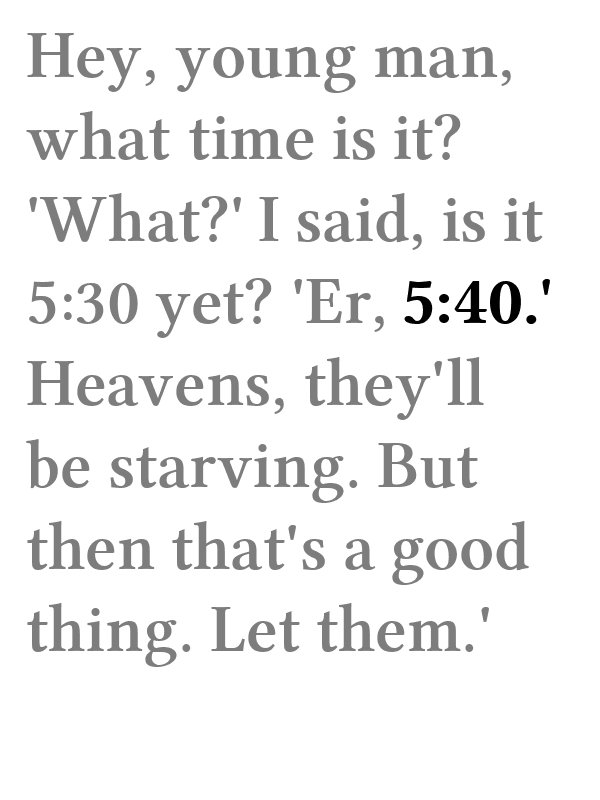 Hey, young man,
what time is it?
'What?' I said, is it
5:30 yet? 'Er, 5:40.'
Heavens, they'll
be starving. But
then that's a good
thing. Let them.'